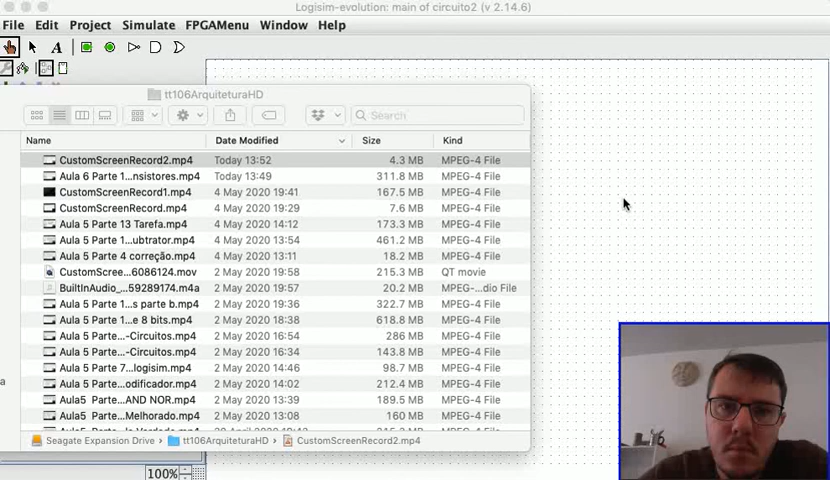 Logisim-evolution: main of circuito2 (v 2.14.6)
File Edit Project Simulate FPGAMenu Window Help
A
tt106ArquiteturaHD
Search
Name Date Modified Size Kind
CustomScreenRecord2.mp4 Today 13:52 4.3 MB MPEG-4 File
Aula 6 Parte 1...nsistores.mp4 Today 13:49 311.8 MB MPEG-4 File
CustomScreenRecord1.mp4 4 May 2020 19:41 167.5 MB MPEG-4 File
CustomScreenRecord.mp4 4 May 2020 19:29 7.6 MB MPEG-4 File
Aula 5 Parte 13 Tarefa.mp4 4 May 2020 14:12 173.3 MB MPEG-4 File
Aula 5 Parte 1...ubtrator.mp4 4 May 2020 13:54 461.2 MB MPEG-4 File
Aula 5 Parte 4 correção.mp4 4 May 2020 13:11 18.2 MB MPEG-4 File
CustomScree...6086124.mov 2 May 2020 19:58 215.3 MB QT movie
BuiltInAudio_...59289174.m4a 2 May 2020 19:57 20.2 MB MPEG-...dio File
Aula 5 Parte 1...s parte b.mp4 2 May 2020 19:36 322.7 MB MPEG-4 File
Aula 5 Parte 1...e 8 bits.mp4 2 May 2020 18:38 618.8 MB MPEG-4 File
Aula 5 Parte...-Circuitos.mp4 2 May 2020 16:54 286 MB MPEG-4 File
Aula 5 Parte...-Circuitos.mp4 2 May 2020 16:34 143.8 MB MPEG-4 File
Aula 5 Parte 7...logisim.mp4 2 May 2020 14:46 98.7 MB MPEG-4 File
Aula 5 Parte...odificador.mp4 2 May 2020 14:02 212.4 MB MPEG-4 File
Aula5 Parte...AND NOR.mp4 2 May 2020 13:39 189.5 MB MPEG-4 File
Aula5 Parte...Melhorado.mp4 2 May 2020 13:08 160 MB MPEG-4 File
a
Seagate Expansion Drive › tt106ArquiteturaHD › CustomScreenRecord2.mp4
100%